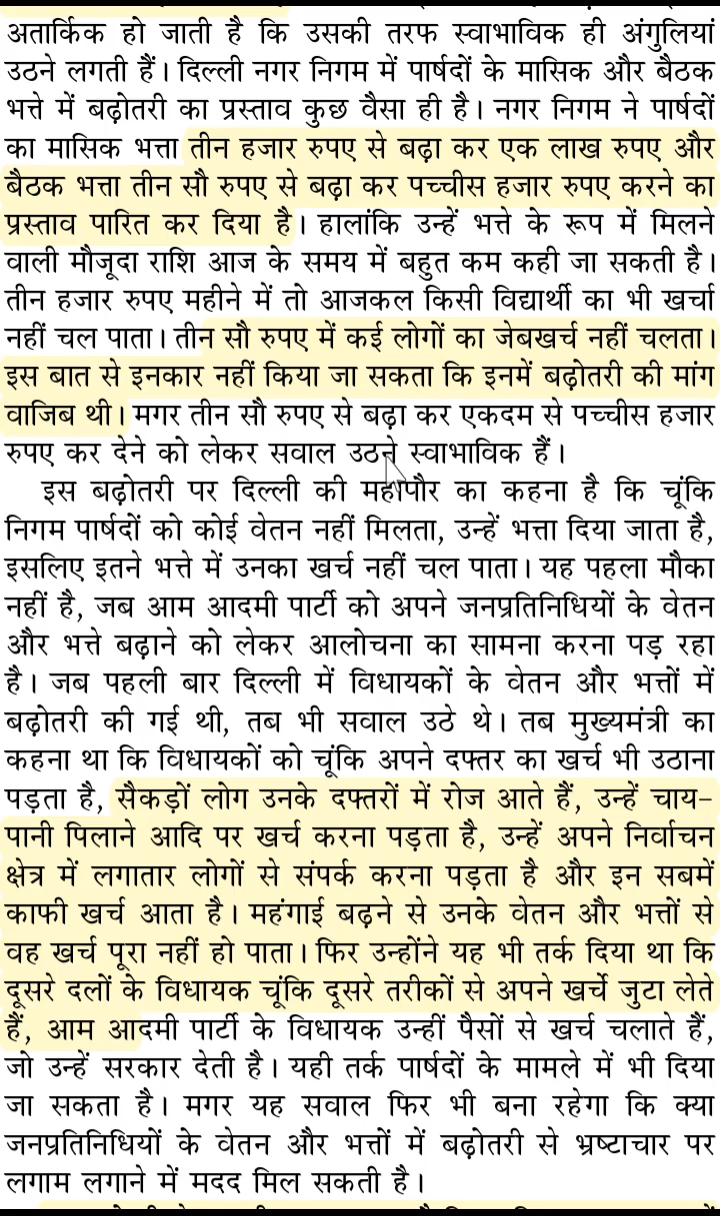 अतार्किक हो जाती है कि उसकी तरफ स्वाभाविक ही अंगुलियां
उठने लगती हैं। दिल्ली नगर निगम में पार्षदों के मासिक और बैठक
भत्ते में बढ़ोतरी का प्रस्ताव कुछ वैसा ही है। नगर निगम ने पार्षदों
का मासिक भत्ता तीन हजार रुपए से बढ़ा कर एक लाख रुपए और
बैठक भत्ता तीन सौ रुपए से बढ़ा कर पच्चीस हजार रुपए करने का
प्रस्ताव पारित कर दिया है। हालांकि उन्हें भत्ते के रूप में मिलने
वाली मौजूदा राशि आज के समय में बहुत कम कही जा सकती है।
तीन हजार रुपए महीने में तो आजकल किसी विद्यार्थी का भी खर्चा
नहीं चल पाता। तीन सौ रुपए में कई लोगों का जेबखर्च नहीं चलता।
इस बात से इनकार नहीं किया जा सकता कि इनमें बढ़ोतरी की मांग
वाजिब थी। मगर तीन सौ रुपए से बढ़ा कर एकदम से पच्चीस हजार
रुपए कर देने को लेकर सवाल उठने स्वाभाविक हैं।
इस बढ़ोतरी पर दिल्ली की महापौर का कहना है कि चूंकि
निगम पार्षदों को कोई वेतन नहीं मिलता, उन्हें भत्ता दिया जाता है,
इसलिए इतने भत्ते में उनका खर्च नहीं चल पाता। यह पहला मौका
नहीं है, जब आम आदमी पार्टी को अपने जनप्रतिनिधियों के वेतन
और भत्ते बढ़ाने को लेकर आलोचना का सामना करना पड़ रहा
है। जब पहली बार दिल्ली में विधायकों के वेतन और भत्तों में
बढ़ोतरी की गई थी, तब भी सवाल उठे थे। तब मुख्यमंत्री का
कहना था कि विधायकों को चूंकि अपने दफ्तर का खर्च भी उठाना
पड़ता है, सैकड़ों लोग उनके दफ्तरों में रोज आते हैं, उन्हें चाय-
पानी पिलाने आदि पर खर्च करना पड़ता है, उन्हें अपने निर्वाचन
क्षेत्र में लगातार लोगों से संपर्क करना पड़ता है और इन सबमें
काफी खर्च आता है। महंगाई बढ़ने से उनके वेतन और भत्तों से
वह खर्च पूरा नहीं हो पाता। फिर उन्होंने यह भी तर्क दिया था कि
दूसरे दलों के विधायक चूंकि दूसरे तरीकों से अपने खर्चे जुटा लेते
हैं, आम आदमी पार्टी के विधायक उन्हीं पैसों से खर्च चलाते हैं,
जो उन्हें सरकार देती है। यही तर्क पार्षदों के मामले में भी दिया
जा सकता है। मगर यह सवाल फिर भी बना रहेगा कि क्या
जनप्रतिनिधियों के वेतन और भत्तों में बढ़ोतरी से भ्रष्टाचार पर
लगाम लगाने में मदद मिल सकती है।